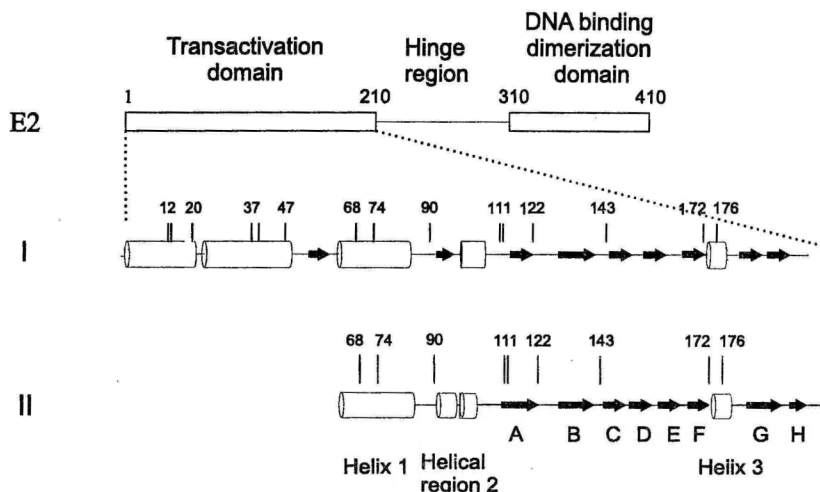 Transactivation domain
Hinge region
DNA binding dimerization domain
1 210 310 410
E2
12 20 37 47 68 74 90 111 122 143 1.72 176
I
68 74 90 111 122 143 172 176
II
A B C D E F G H
Helix 1 Helical region 2 Helix 3